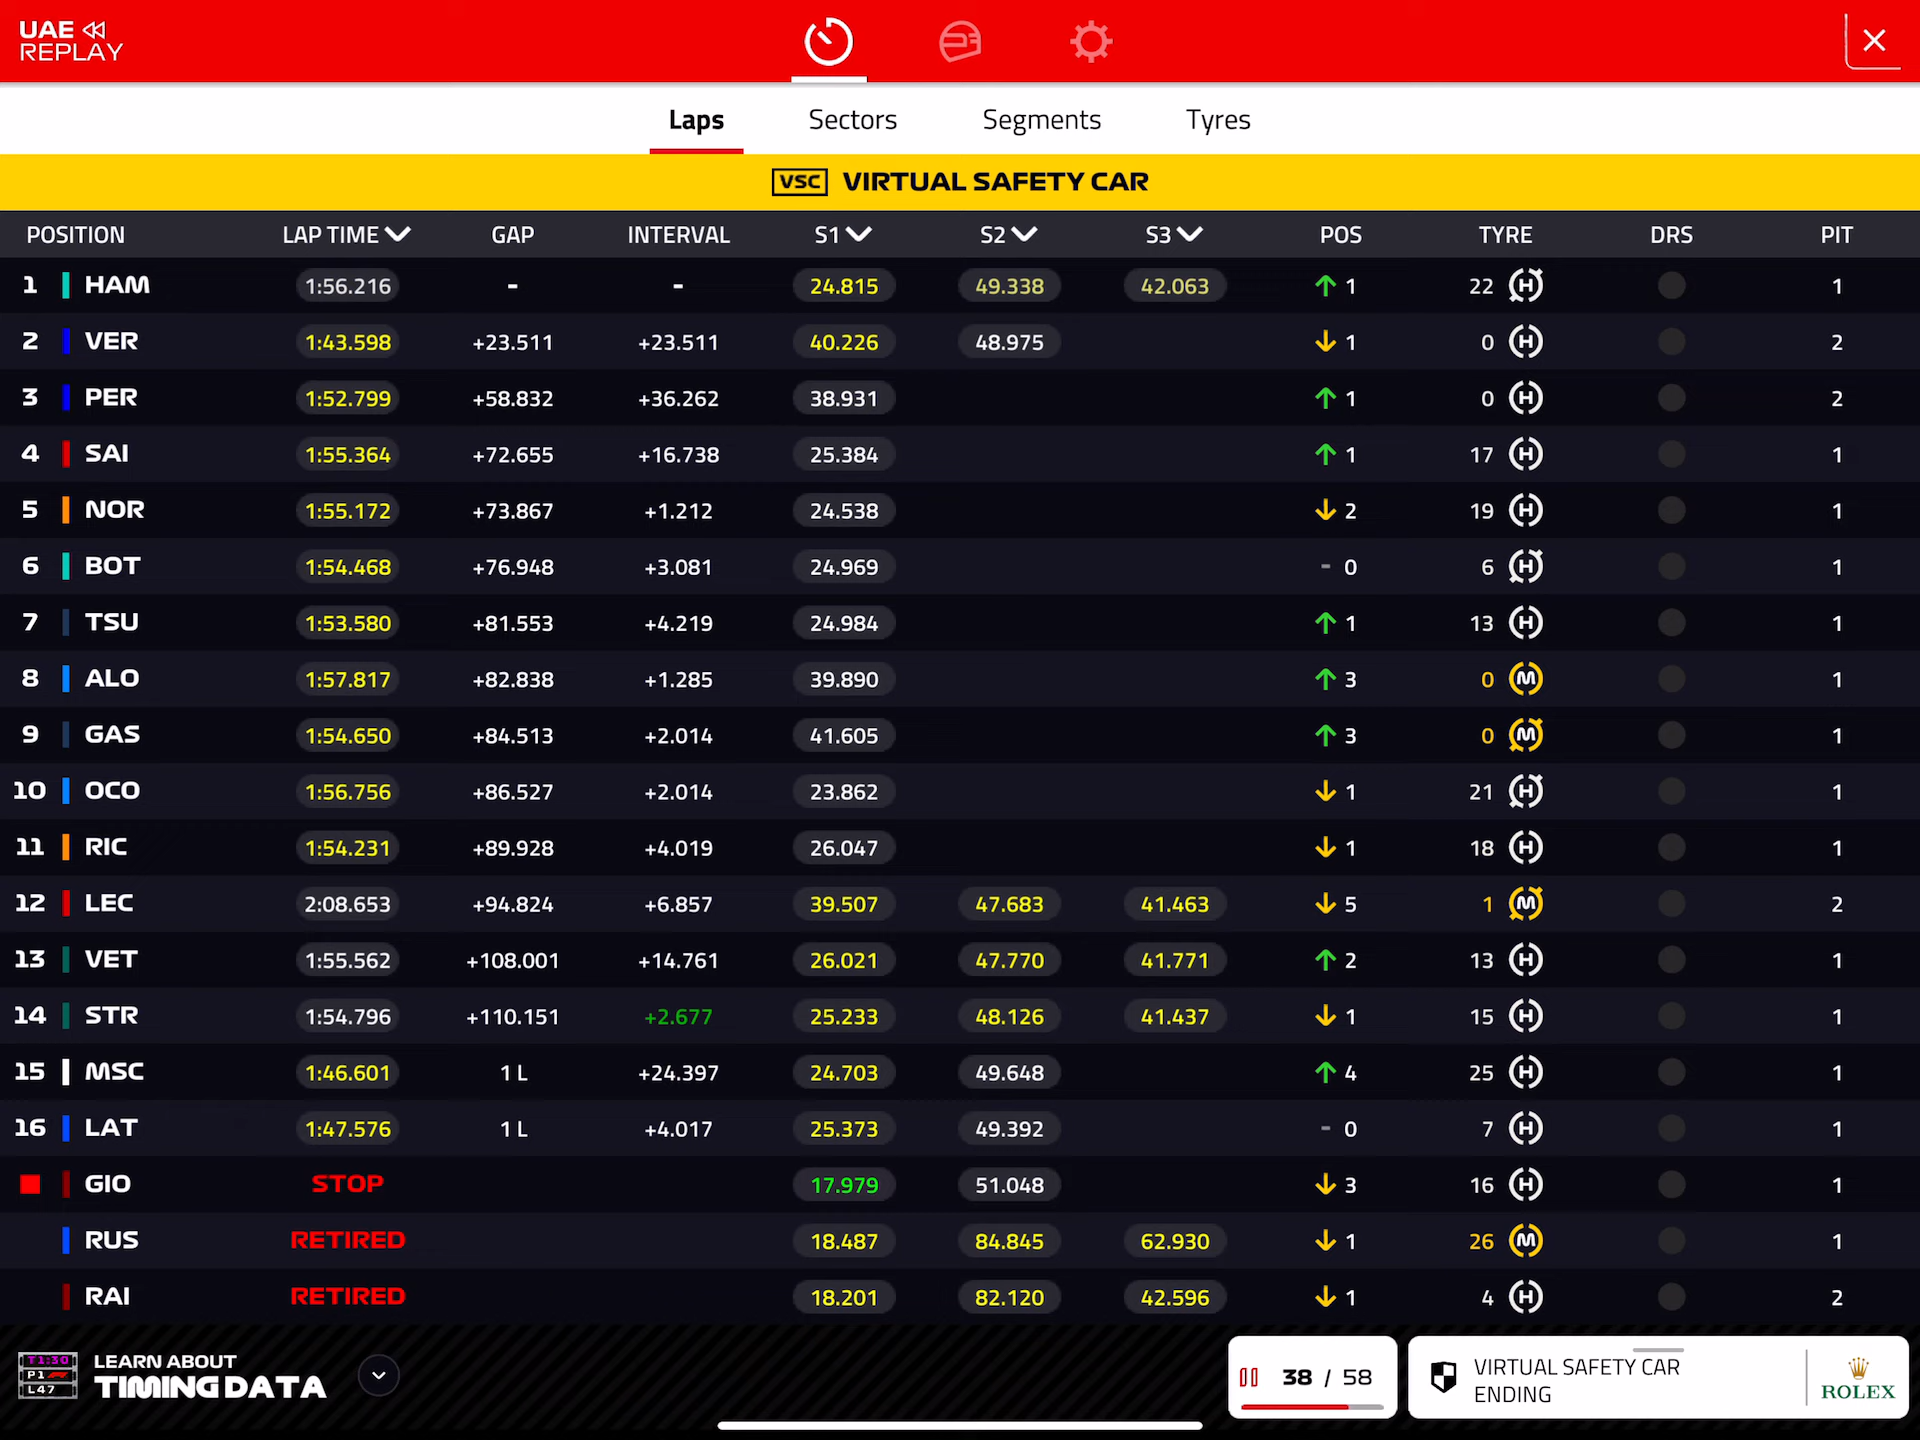 UAE
REPLAY
Laps Sectors Segments Tyres
VSC VIRTUAL SAFETY CAR
POSITION LAP TIME GAP INTERVAL S1 S2 S3 POS TYRE DRS PIT
1 HAM 1:56.216 - - 24.815 49.338 42.063 1 22 H 1
2 VER 1:43.598 +23.511 +23.511 40.226 48.975 1 0 H 2
3 PER 1:52.799 +58.832 +36.262 38.931 1 0 H 2
4 SAI 1:55.364 +72.655 +16.738 25.384 1 17 H 1
5 NOR 1:55.172 +73.867 +1.212 24.538 2 19 H 1
6 BOT 1:54.468 +76.948 +3.081 24.969 - 0 6 H 1
7 TSU 1:53.580 +81.553 +4.219 24.984 1 13 H 1
8 ALO 1:57.817 +82.838 +1.285 39.890 3 0 M 1
9 GAS 1:54.650 +84.513 +2.014 41.605 3 0 M 1
10 OCO 1:56.756 +86.527 +2.014 23.862 1 21 H 1
11 RIC 1:54.231 +89.928 +4.019 26.047 1 18 H 1
12 LEC 2:08.653 +94.824 +6.857 39.507 47.683 41.463 5 1 M 2
13 VET 1:55.562 +108.001 +14.761 26.021 47.770 41.771 2 13 H 1
14 STR 1:54.796 +110.151 +2.677 25.233 48.126 41.437 1 15 H 1
15 MSC 1:46.601 1 L +24.397 24.703 49.648 4 25 H 1
16 LAT 1:47.576 1 L +4.017 25.373 49.392 - 0 7 H 1
GIO STOP 17.979 51.048 3 16 H 1
RUS RETIRED 18.487 84.845 62.930 1 26 M 1
RAI RETIRED 18.201 82.120 42.596 1 4 H 2
T1:30
P1
L47
LEARN ABOUT
TIMING DATA
38 / 58
VIRTUAL SAFETY CAR
ENDING
ROLEX